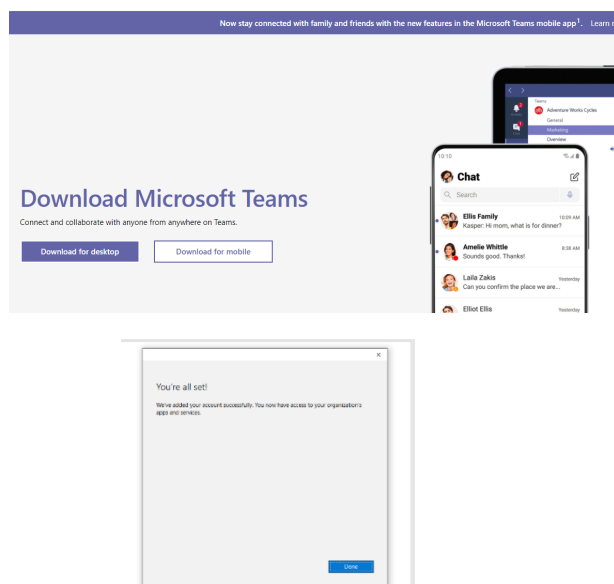 Now stay connected with family and friends with the new features in the Microsoft Teams mobile app1. Learn
Teams
Adventure Works Cycles
General
Marketing
Overview
10:10
Chat
Search
Ellis Family 10:09 AM
Kasper: Hi mom, what is for dinner?
Amelie Whittle 8:38 AM
Sounds good. Thanks!
Laila Zakis Yesterday
Can you confirm the place we are...
Elliot Ellis Yesterday
Download Microsoft Teams
Connect and collaborate with anyone from anywhere on Teams.
Download for desktop Download for mobile
You're all set!
We've added your account successfully. You now have access to your organization's
apps and services.
Done